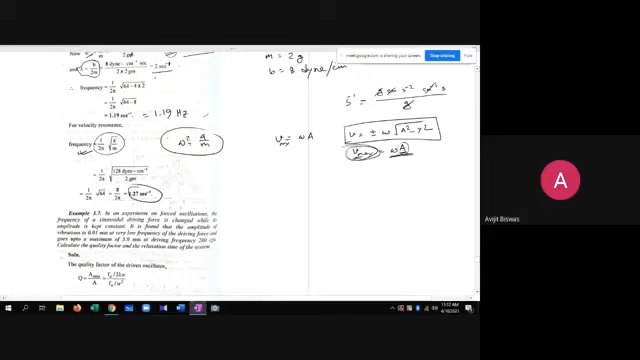 Now
and λ = b/2m = 8 dyne-cm⁻¹ sec / 2 x 2 gm = 2 sec⁻¹
∴ frequency = 1/2π √64 – 4 x 2
= 1/2π √64 – 8
= 1.19 sec⁻¹ = 1.19 Hz
For velocity resonance,
frequency = 1/2π √s/m
= 1/2π √128 dyne-cm⁻¹ / 2 gm
= 1/2π √64 = 8/2π = 1.27 sec⁻¹
Example 3.7. In an experiment on forced oscillations, the
frequency of a sinusoidal driving force is changed while its
amplitude is kept constant. It is found that the amplitude of
vibrations is 0.01 mm at very low frequency of the driving force and
goes upto a maximum of 5.0 mm at driving frequency 200 cps.
Calculate the quality factor and the relaxation time of the system.
Soln.
The quality factor of the driven oscillator,
m = 2g
b = 8 dyne/cm
ω² = s/m
v = ωA
v = ± ω √A² – y²
v max = ωA
meet.google.com is sharing your screen.
Stop sharing
Hide
A
Avijit Biswas
11:12 AM
4/10/2021